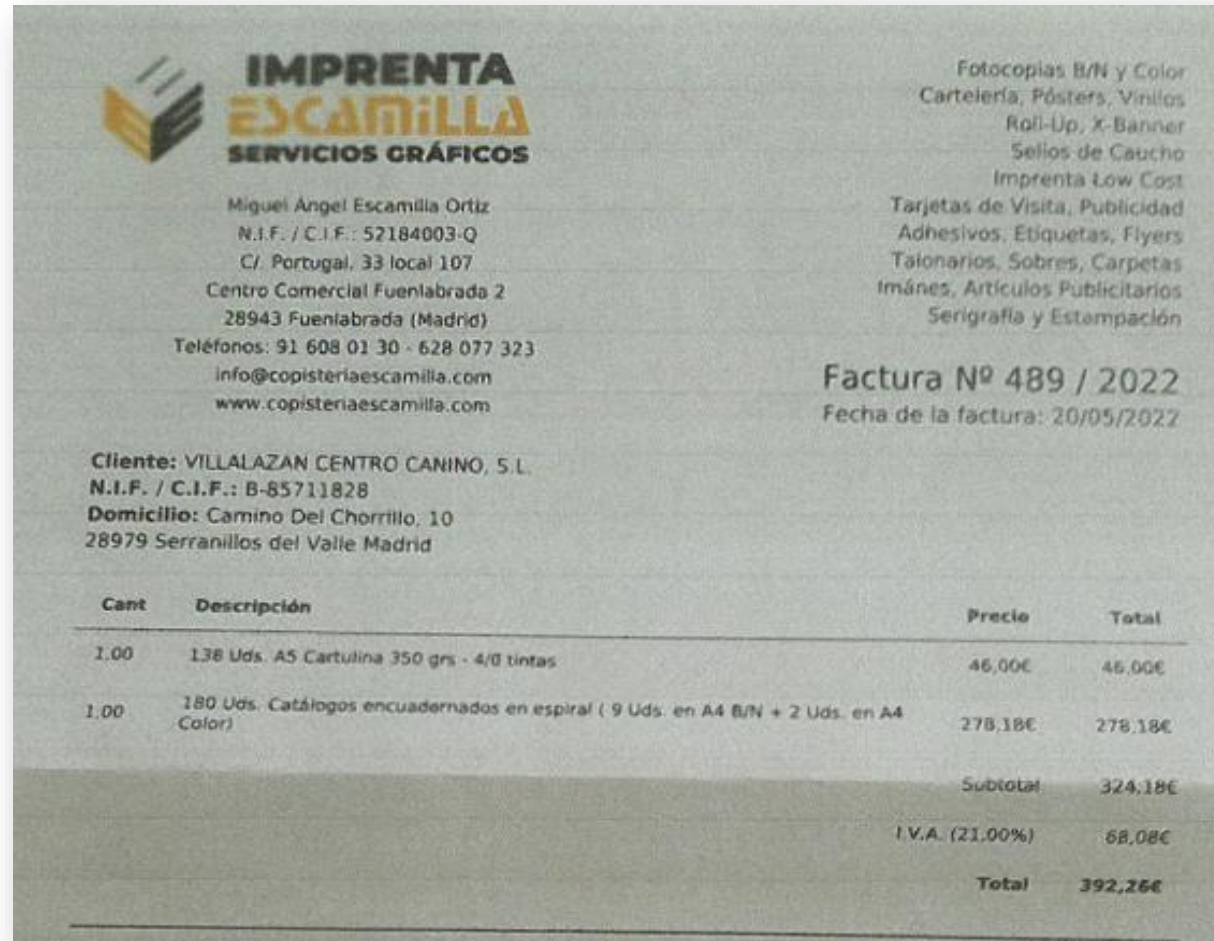 IMPRENTA
ESCAMILLA
SERVICIOS GRÁFICOS
Miguel Ángel Escamilla Ortiz
N.I.F. / C.I.F.: 52184003-Q
C/. Portugal, 33 local 107
Centro Comercial Fuenlabrada 2
28943 Fuenlabrada (Madrid)
Teléfonos: 91 608 01 30 - 628 077 323
info@copisteriaescamilla.com
www.copisteriaescamilla.com
Fotocopias B/N y Color
Cartelería, Pósters, Vinilos
Roll-Up, X-Banner
Sellos de Caucho
Imprenta Low Cost
Tarjetas de Visita, Publicidad
Adhesivos, Etiquetas, Flyers
Talonarios, Sobres, Carpetas
Imánes, Artículos Publicitarios
Serigrafía y Estampación
Factura Nº 489 / 2022
Fecha de la factura: 20/05/2022
Cliente: VILLALAZAN CENTRO CANINO, S.L.
N.I.F. / C.I.F.: B-85711828
Domicilio: Camino Del Chorrillo, 10
28979 Serranillos del Valle Madrid
Cant Descripción Precio Total
1,00 138 Uds. A5 Cartulina 350 grs - 4/0 tintas 46,00€ 46,00€
1,00 180 Uds. Catálogos encuadernados en espiral ( 9 Uds. en A4 B/N + 2 Uds. en A4
Color) 278,18€ 278,18€
Subtotal 324,18€
I.V.A. (21,00%) 68,08€
Total 392,26€